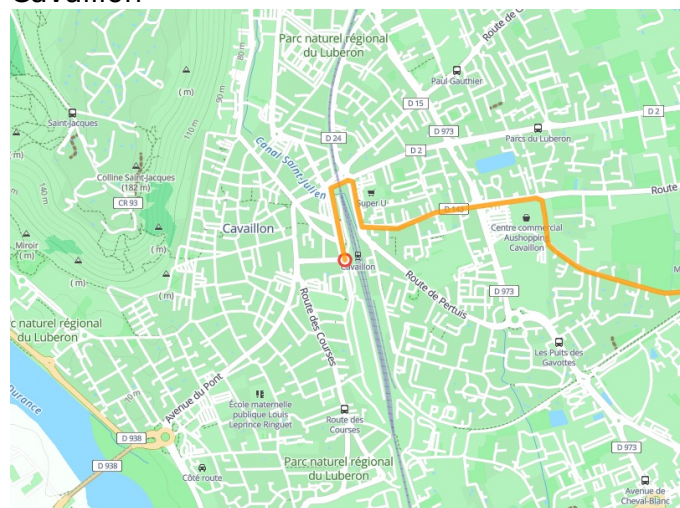 Cavaillon
Parc naturel régional
du Luberon
Route de C
Paul Gauthier
80 m
90 m
( m)
( m)
Saint-Jacques
110 m
D 15
D 2
D 24
D 973
D 2
Parcs du Luberon
Canal Saint-Julien
( m)
Colline Saint-Jacques
(182 m)
140 m
CR 93
Super U
Route
D 143
Cavaillon
Centre commercial
Aushopping
Cavaillon
( m)
Miroir
( m)
( m)
Cavaillon
M
Route de Pertuis
D 973
Route des Courses
c naturel régional
du Luberon
Les Puits des
Gavottes
Durance
70 m
Avenue du Pont
École maternelle
publique Louis
Leprince Ringuet
Route des
Courses
D 938
D 938
D 973
Parc naturel régional
du Luberon
Côté route
Avenue de
Cheval-Blanc